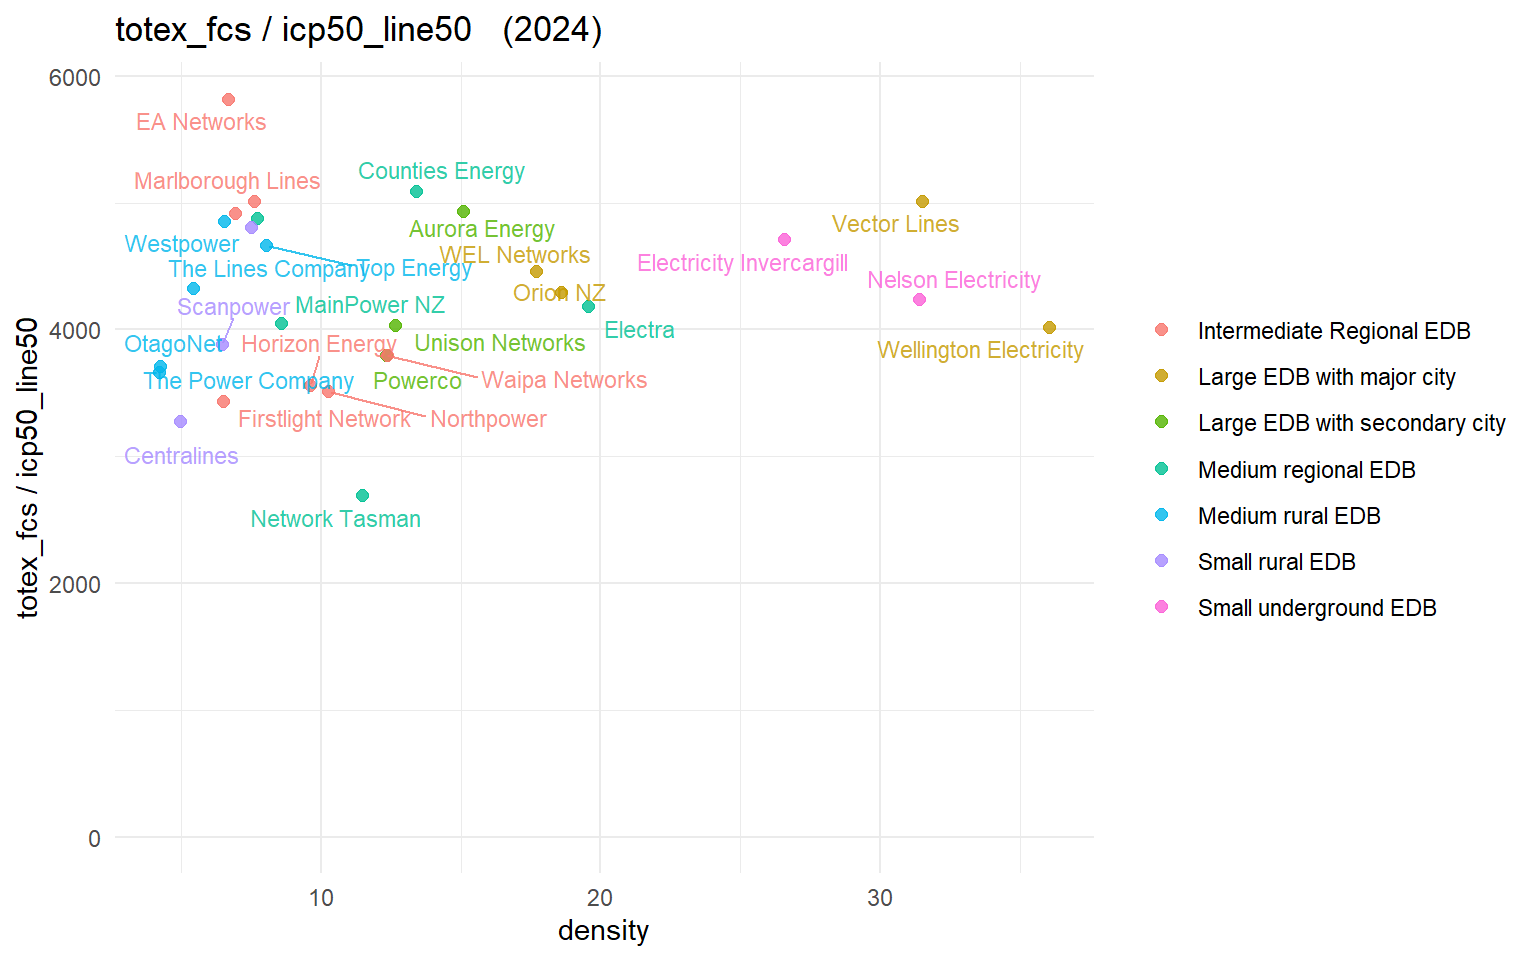 totex_fcs / icp50_line50 (2024)
totex_fcs / icp50_line50
6000
4000
2000
0
EA Networks
Counties Energy
Marlborough Lines
Aurora Energy
Vector Lines
Westpower
WEL Networks
Electricity Invercargill
The Lines Company
Top Energy
Nelson Electricity
Orion NZ
Scanpower
MainPower NZ
Electra
OtagoNet
Horizon Energy
Unison Networks
Wellington Electricity
The Power Company
Powerco
Waipa Networks
Firstlight Network
Northpower
Centralines
Network Tasman
10
20
30
density
Intermediate Regional EDB
Large EDB with major city
Large EDB with secondary city
Medium regional EDB
Medium rural EDB
Small rural EDB
Small underground EDB